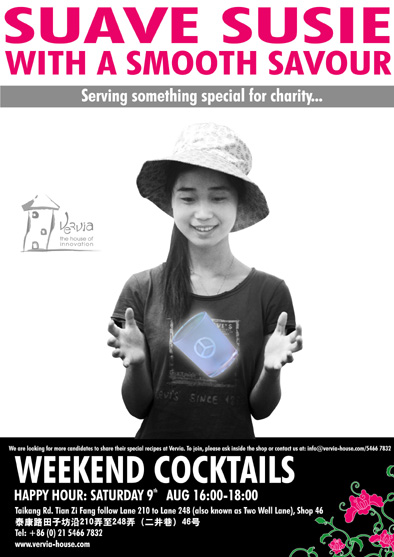 SUAVE SUSIE
WITH A SMOOTH SAVOUR
Serving something special for charity...
Vervia
the house of
innovation
We are looking for more candidates to share their special recipes at Vervia. To join, please ask inside the shop or contact us at: info@vervia-house.com/5466 7832
WEEKEND COCKTAILS
HAPPY HOUR: SATURDAY 9th AUG 16:00-18:00
Taikang Rd. Tian Zi Fang follow Lane 210 to Lane 248 (also known as Two Well Lane), Shop 46
泰康路田子坊沿210弄至248弄（二井巷）46号
Tel: +86 (0) 21 5466 7832
www.vervia-house.com